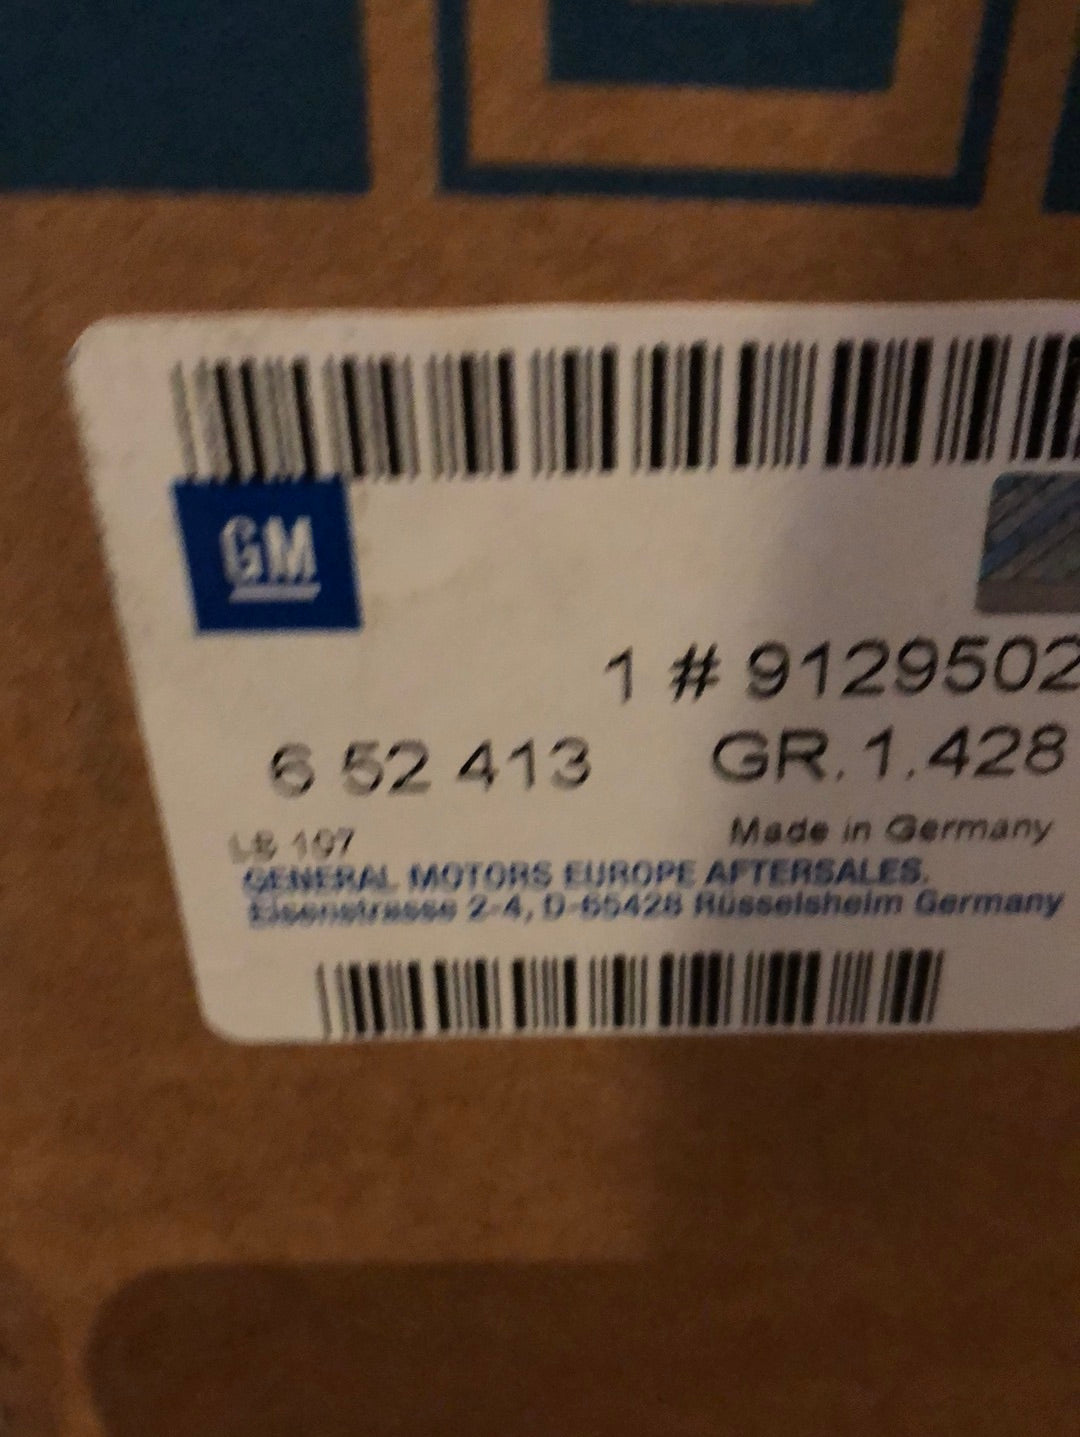 GM
1 # 9129502
6 52 413 GR.1.428
LB 107
Made in Germany
GENERAL MOTORS EUROPE AFTERSALES.
Eisenstrasse 2-4, D-65428 Rüsselsheim Germany